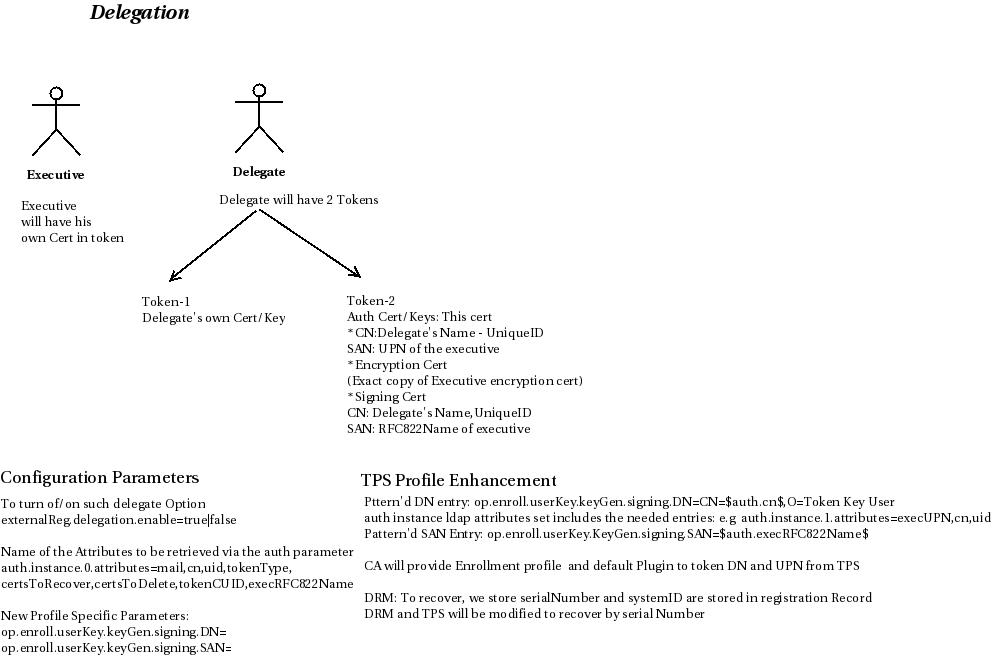 Delegation
Executive
Executive
will have his
own Cert in token
Delegate
Delegate will have 2 Tokens
Token-1
Delegate's own Cert/Key
Token-2
Auth Cert/Keys: This cert
*CN:Delegate's Name - UniqueID
SAN: UPN of the executive
*Encryption Cert
(Exact copy of Executive encryption cert)
*Signing Cert
CN: Delegate's Name,UniqueID
SAN: RFC822Name of executive
Configuration Parameters
To turn of/on such delegate Option
externalReg.delegation.enable=true|false
Name of the Attributes to be retrieved via the auth parameter
auth.instance.0.attributes=mail,cn,uid,tokenType,
certsToRecover,certsToDelete,tokenCUID,execRFC822Name
New Profile Specific Parameters:
op.enroll.userKey.keyGen.signing.DN=
op.enroll.userKey.keyGen.signing.SAN=
TPS Profile Enhancement
Pttern'd DN entry: op.enroll.userKey.keyGen.signing.DN=CN=$auth.cn$,O=Token Key User
auth instance ldap attributes set includes the needed entries: e.g auth.instance.1.attributes=execUPN,cn,uid
Pattern'd SAN Entry: op.enroll.userKey.KeyGen.signing.SAN=$auth.execRFC822Name$
CA will provide Enrollment profile and default Plugin to token DN and UPN from TPS
DRM: To recover, we store serialNumber and systemID are stored in registration Record
DRM and TPS will be modified to recover by serial Number